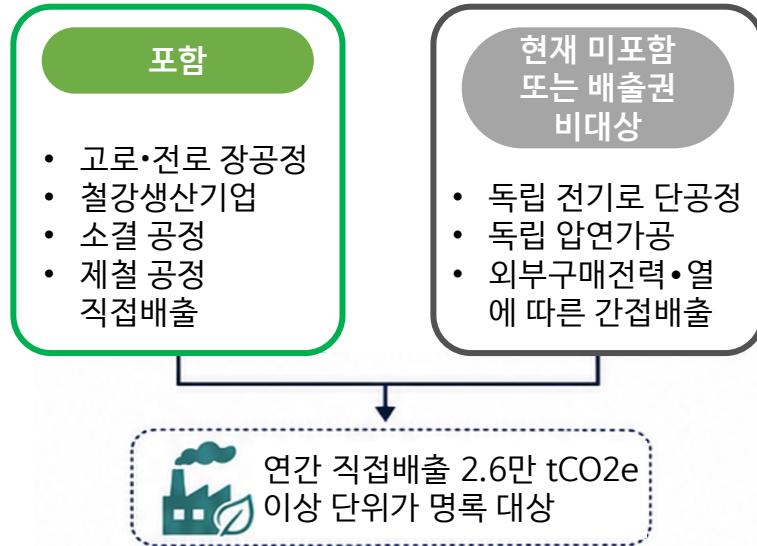 포함
• 고로•전로 장공정
• 철강생산기업
• 소결 공정
• 제철 공정
직접배출
현재 미포함
또는 배출권
비대상
• 독립 전기로 단공정
• 독립 압연가공
• 외부구매전력•열
에 따른 간접배출
연간 직접배출 2.6만 tCO2e
이상 단위가 명록 대상